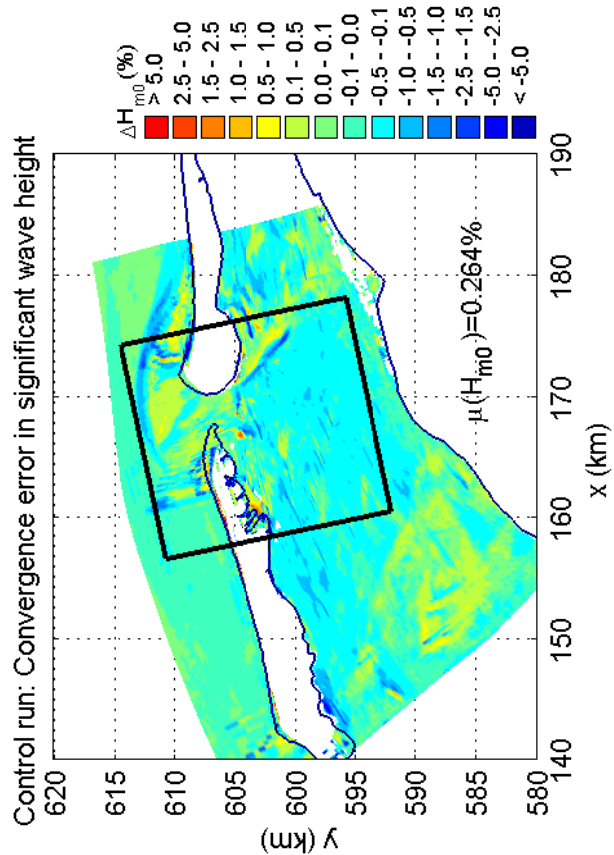 Control run: Convergence error in significant wave height
ΔHm0 (%)
> 5.0
2.5 - 5.0
1.5 - 2.5
1.0 - 1.5
0.5 - 1.0
0.1 - 0.5
0.0 - 0.1
-0.1 - 0.0
-0.5 - -0.1
-1.0 - -0.5
-1.5 - -1.0
-2.5 - -1.5
-5.0 - -2.5
< -5.0
620
615
610
605
600
595
590
585
580
y (km)
μ(Hm0)=0.264%
140
150
160
170
180
190
x (km)